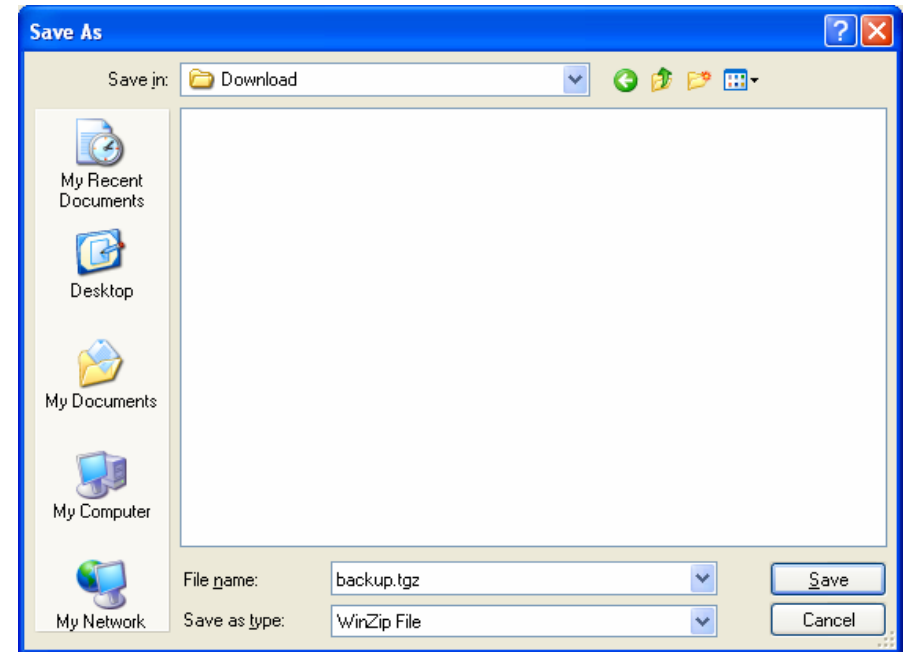 Save As
Save in:
Download
My Recent
Documents
Desktop
My Documents
My Computer
My Network
File name:
backup.tgz
Save
Save as type:
WinZip File
Cancel